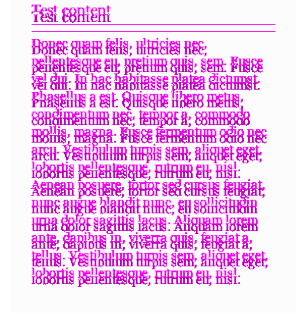 Test content
Donec quam felis, ultricies nec,
pellentesque eu, pretium quis, sem. Fusce
vel dui. In hac habitasse platea dictumst.
Phasellus a est. Quisque libero metus,
condimentum nec, tempor a, commodo
mollis, magna. Fusce fermentum odio nec
arcu. Vestibulum turpis sem, aliquet eget,
lobortis pellentesque, rutrum eu, nisl.
Aenean posuere, tortor sed cursus feugiat,
nunc augue blandit nunc, eu sollicitudin
urna dolor sagittis lacus. Aliquam lorem
ante, dapibus in, viverra quis, feugiat a,
tellus. Vestibulum turpis sem, aliquet eget,
lobortis pellentesque, rutrum eu, nisl.